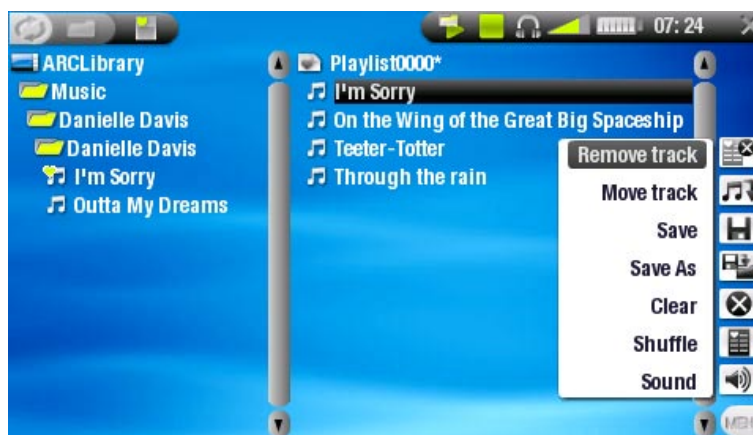 07:24
ARCLibrary
Music
Danielle Davis
Danielle Davis
I'm Sorry
Outta My Dreams
Playlist0000*
I'm Sorry
On the Wing of the Great Big Spaceship
Teeter-Totter
Through the rain
Remove track
Move track
Save
Save As
Clear
Shuffle
Sound